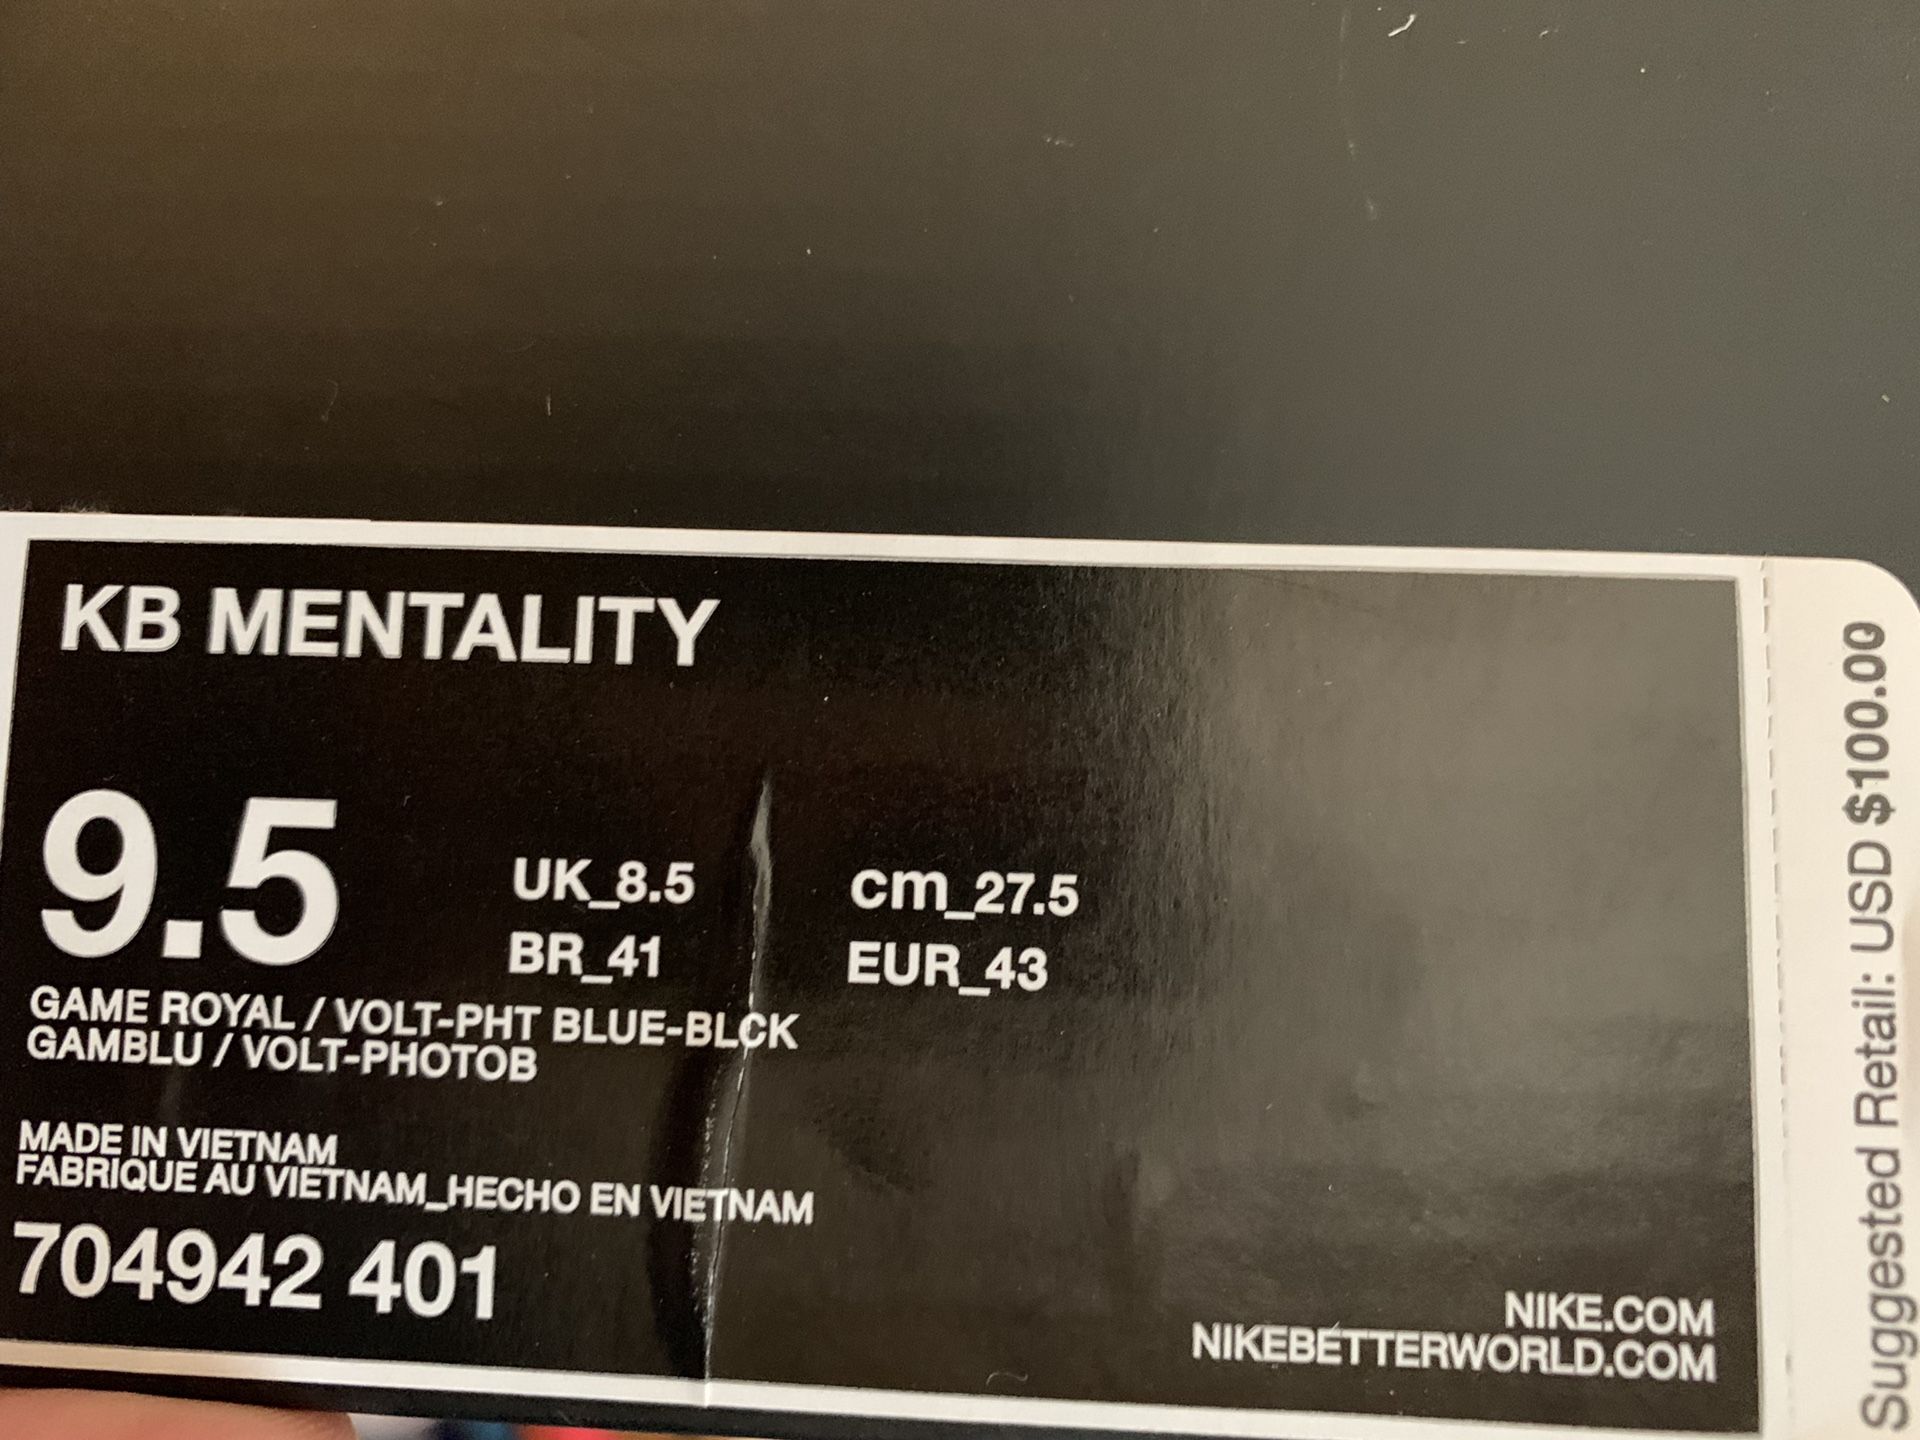 KB MENTALITY
9.5
UK_8.5
cm_27.5
BR_41
EUR_43
GAME ROYAL / VOLT-PHT BLUE-BLCK
GAMBLU / VOLT-PHOTOB
MADE IN VIETNAM
FABRIQUE AU VIETNAM_HECHO EN VIETNAM
704942 401
NIKE.COM
NIKEBETTERWORLD.COM
Suggested Retail: USD $100.00